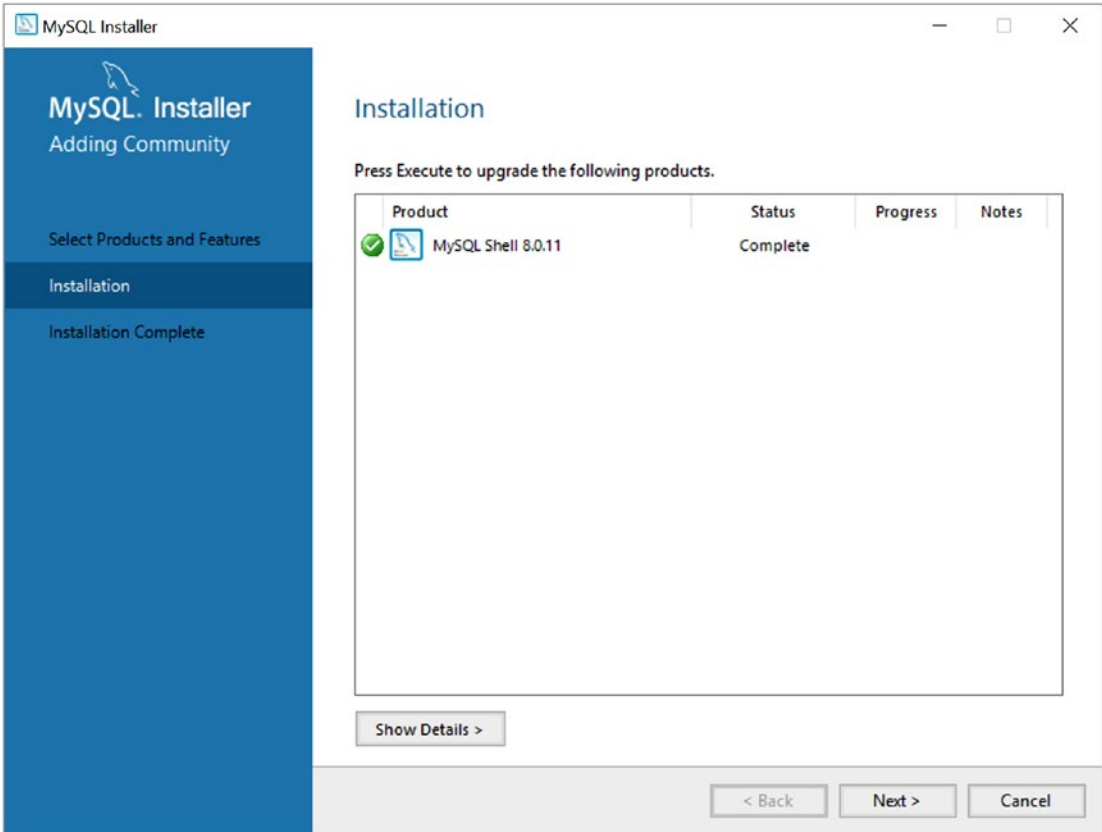 MySQL Installer
MySQL. Installer
Adding Community
Select Products and Features
Installation
Installation Complete
Installation
Press Execute to upgrade the following products.
Product Status Progress Notes
MySQL Shell 8.0.11 Complete
Show Details >
< Back Next > Cancel